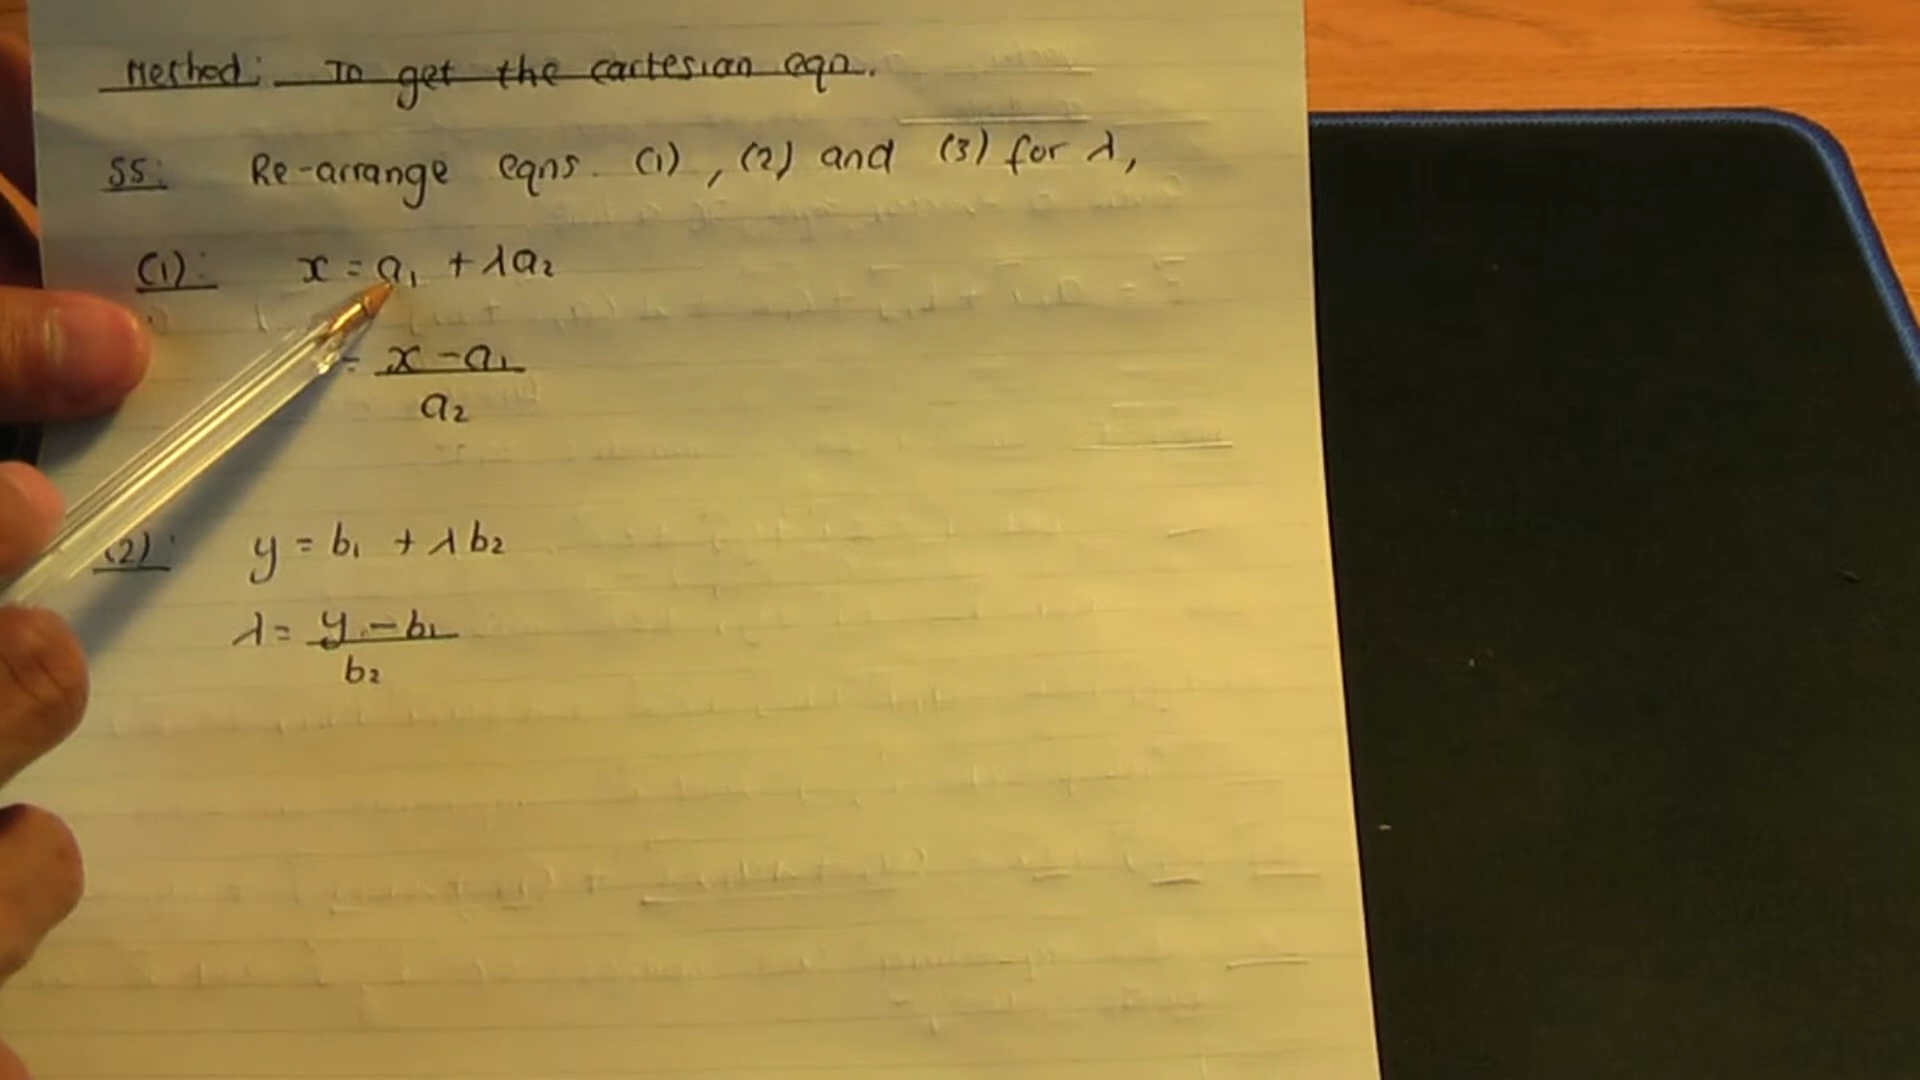 Method: To get the cartesian eqn.
S5: Re-arrange eqns. (1), (2) and (3) for λ,
(1): x = a₁ + λa₂
= x - a₁
a₂
(2): y = b₁ + λb₂
λ = y - b₁
b₂